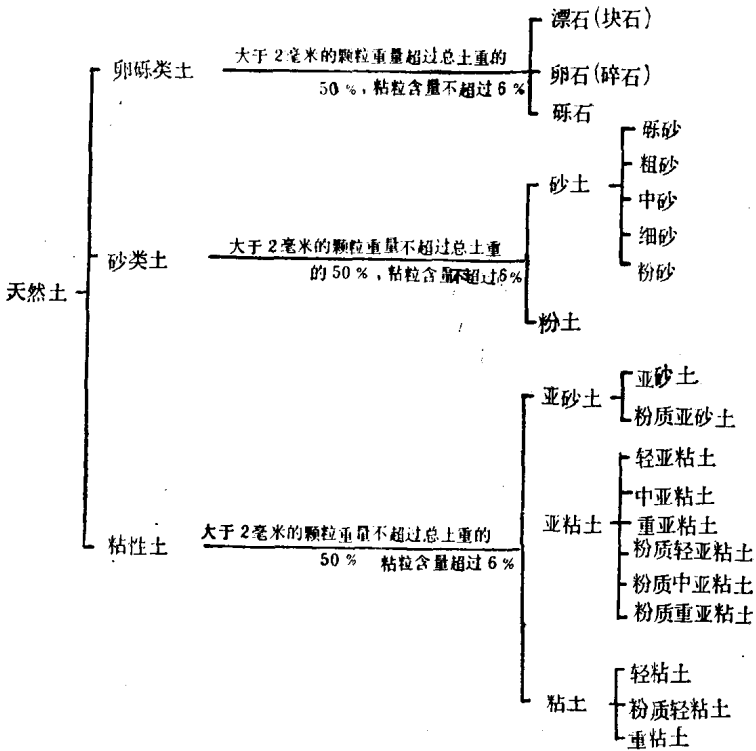 漂石(块石)
卵砾类土
大于2毫米的颗粒重量超过总土重的
50%，粘粒含量不超过6%
卵石(碎石)
砾石
砾砂
粗砂
砂土
中砂
细砂
粉砂
砂类土
大于2毫米的颗粒重量不超过总土重
的50%，粘粒含量不超过6%
天然土
粉土
亚砂土
亚砂土
粉质亚砂土
轻亚粘土
中亚粘土
亚粘土
重亚粘土
粉质轻亚粘土
粉质中亚粘土
粉质重亚粘土
粘性土
大于2毫米的颗粒重量不超过总土重的
50% 粘粒含量超过6%
轻粘土
粘土
粉质轻粘土
重粘土